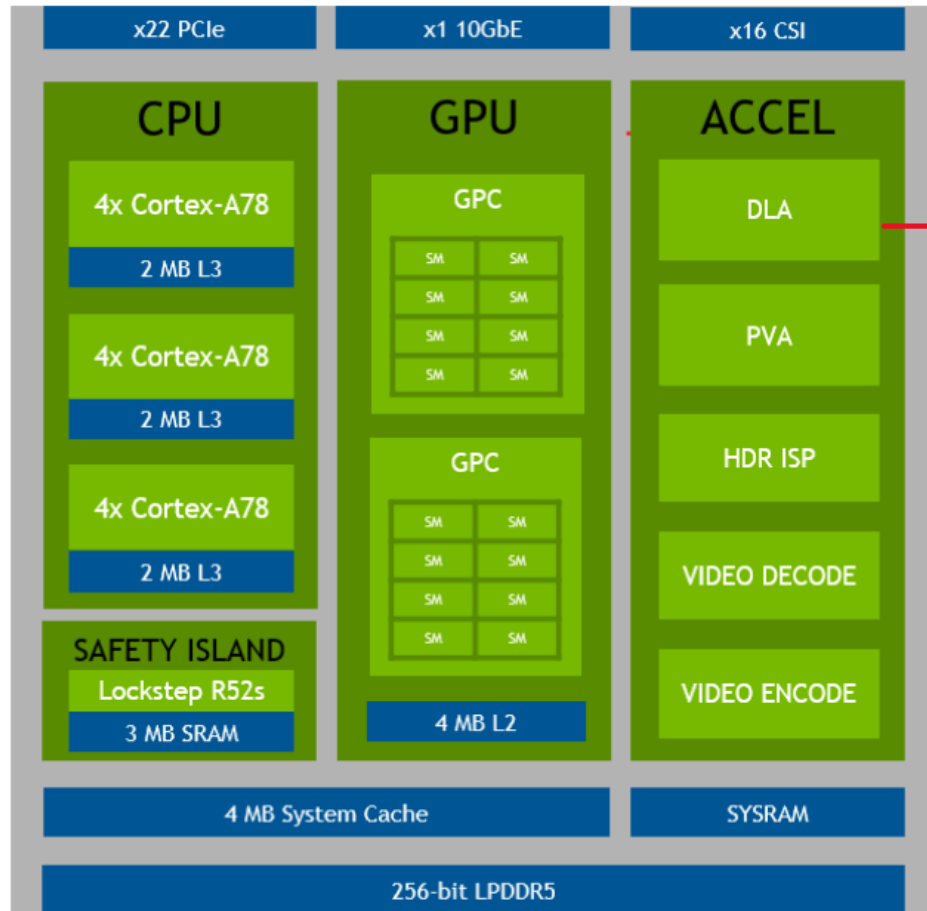 x22 PCIe
x1 10GbE
x16 CSI
CPU
4x Cortex-A78
2 MB L3
4x Cortex-A78
2 MB L3
4x Cortex-A78
2 MB L3
SAFETY ISLAND
Lockstep R52s
3 MB SRAM
GPU
GPC
SM SM
SM SM
SM SM
SM SM
GPC
SM SM
SM SM
SM SM
SM SM
4 MB L2
ACCEL
DLA
PVA
HDR ISP
VIDEO DECODE
VIDEO ENCODE
4 MB System Cache
SYSRAM
256-bit LPDDR5